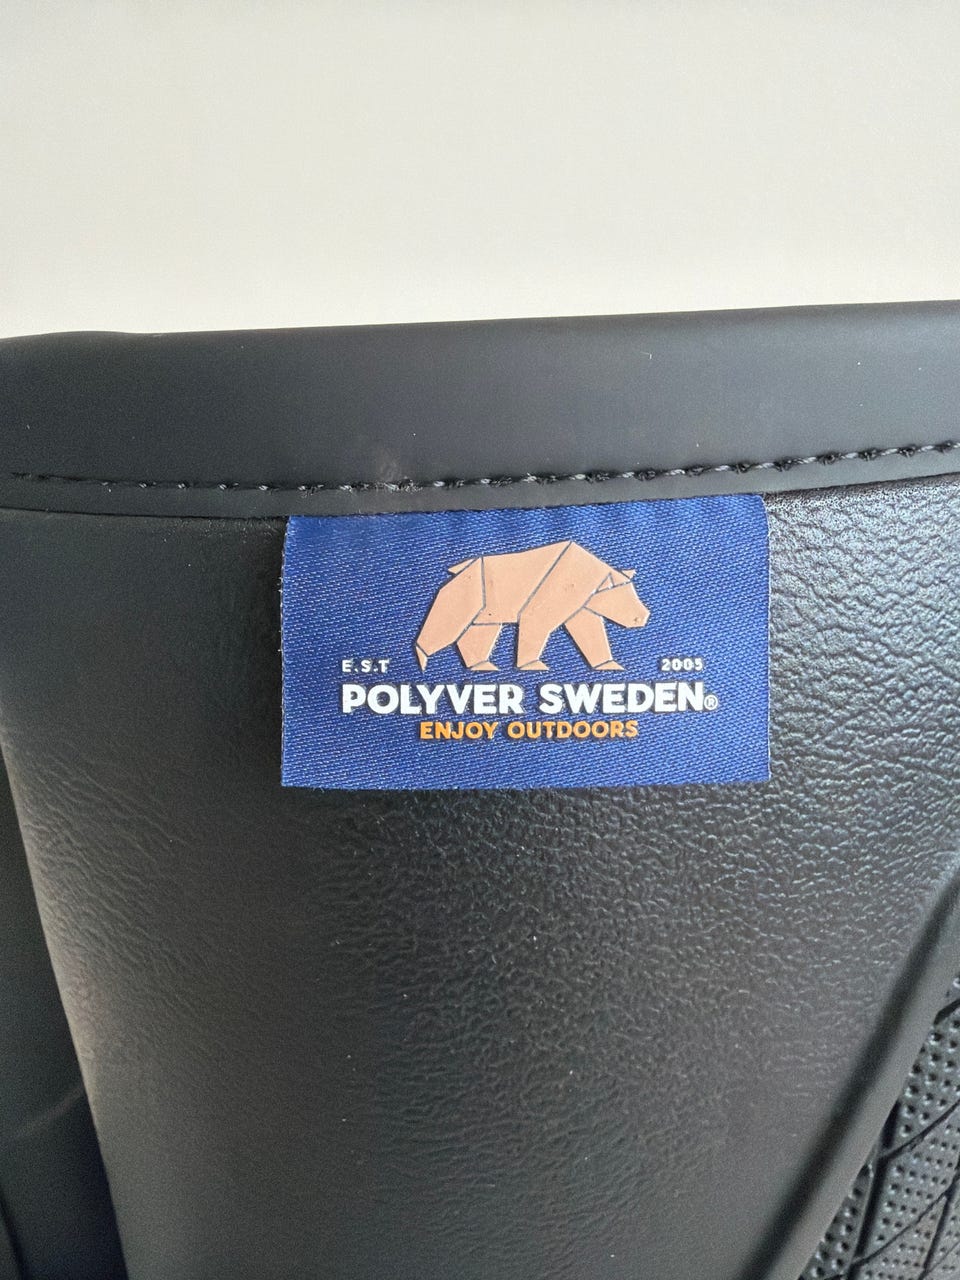 E.S.T 2005
POLYVER SWEDEN®
ENJOY OUTDOORS